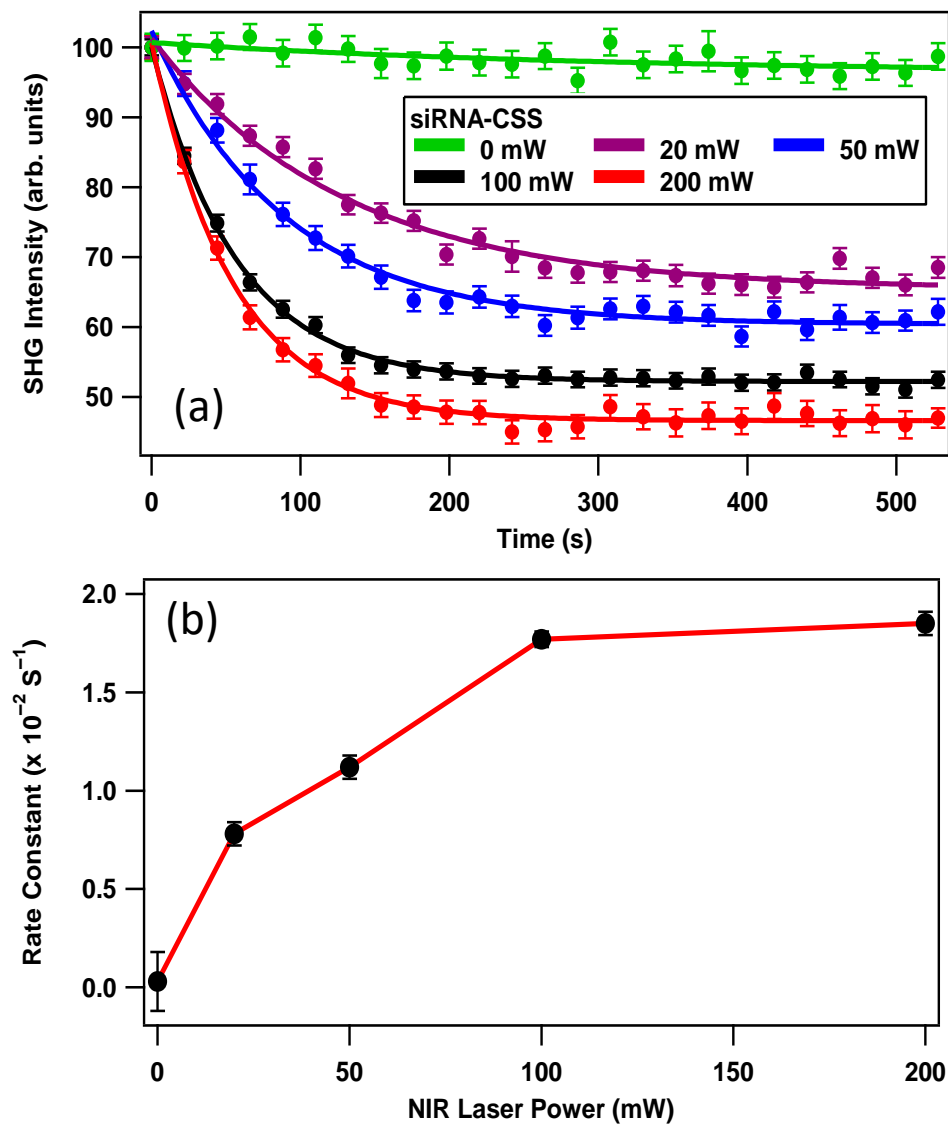 SHG Intensity (arb. units)
100
90
80
70
60
50
siRNA-CSS
0 mW 20 mW 50 mW
100 mW 200 mW
(a)
0 100 200 300 400 500
Time (s)
Rate Constant (x 10⁻² S⁻¹)
2.0
1.5
1.0
0.5
0.0
(b)
0 50 100 150 200
NIR Laser Power (mW)